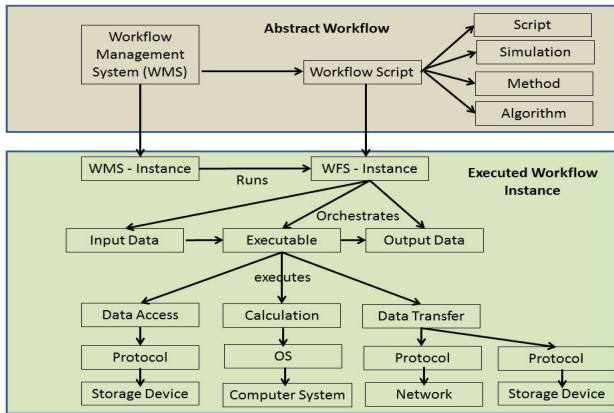 Abstract Workflow
Workflow
Management
System (WMS)
Workflow Script
Script
Simulation
Method
Algorithm
WMS - Instance
Runs
WFS - Instance
Executed Workflow
Instance
Orchestrates
Input Data
Executable
Output Data
executes
Data Access
Calculation
Data Transfer
Protocol
OS
Protocol
Protocol
Storage Device
Computer System
Network
Storage Device